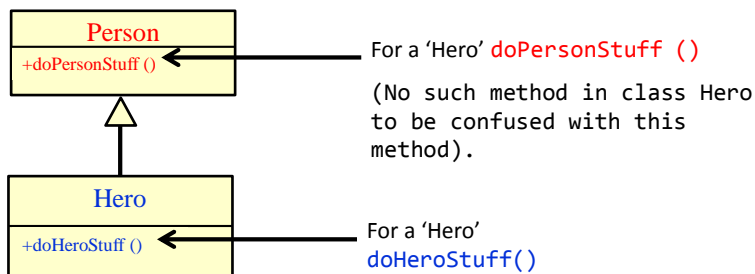 Person
+doPersonStuff ()
For a ‘Hero’ doPersonStuff ()
(No such method in class Hero
to be confused with this
method).
Hero
+doHeroStuff ()
For a ‘Hero’
doHeroStuff()